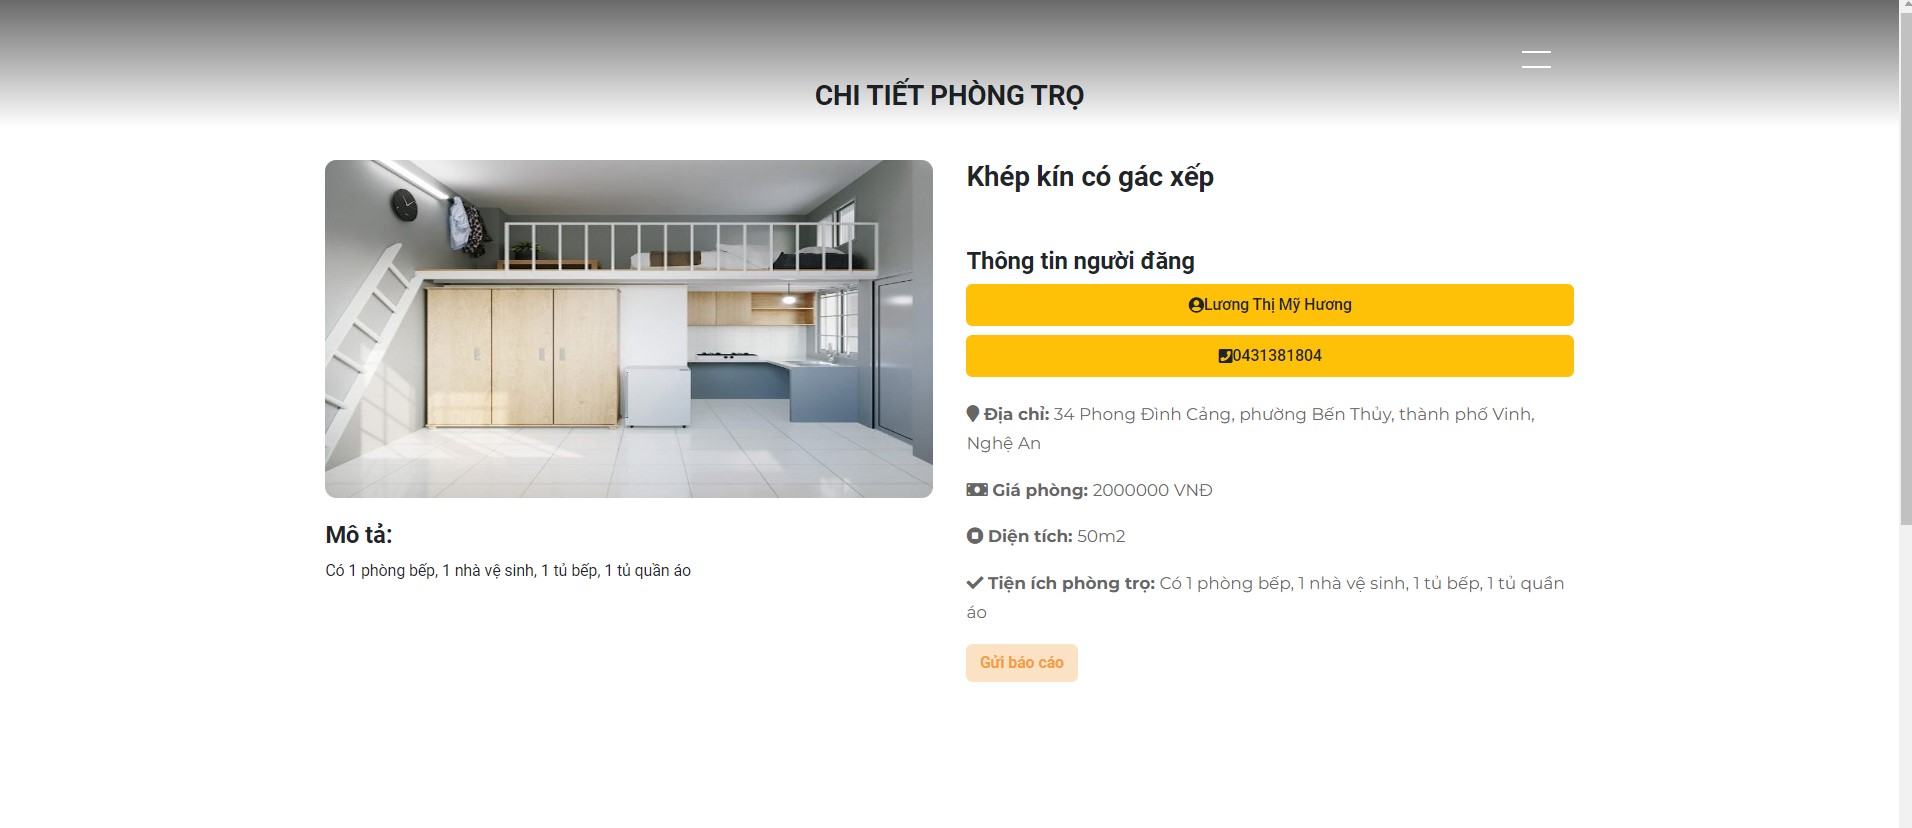 CHI TIẾT PHÒNG TRỌ
Khép kín có gác xếp
Thông tin người đăng
Lương Thị Mỹ Hương
0431381804
Địa chỉ: 34 Phong Đình Cảng, phường Bến Thủy, thành phố Vinh,
Nghệ An
Giá phòng: 2000000 VNĐ
Diện tích: 50m2
Tiện ích phòng trọ: Có 1 phòng bếp, 1 nhà vệ sinh, 1 tủ bếp, 1 tủ quần
áo
Gửi báo cáo
Mô tả:
Có 1 phòng bếp, 1 nhà vệ sinh, 1 tủ bếp, 1 tủ quần áo